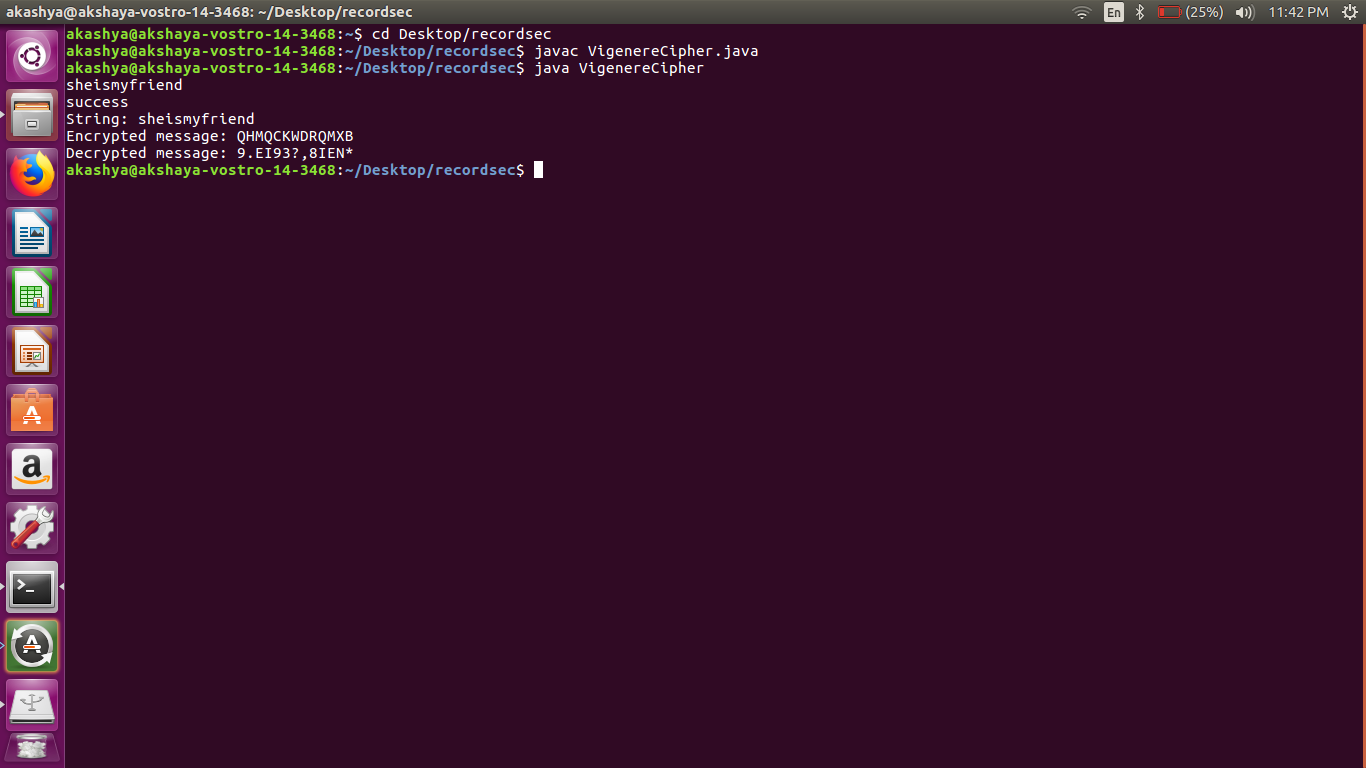 akashya@akshaya-vostro-14-3468: ~/Desktop/recordsec
En
(25%)
11:42 PM
akashya@akshaya-vostro-14-3468:~$ cd Desktop/recordsec
akashya@akshaya-vostro-14-3468:~/Desktop/recordsec$ javac VigenereCipher.java
akashya@akshaya-vostro-14-3468:~/Desktop/recordsec$ java VigenereCipher
sheismyfriend
success
String: sheismyfriend
Encrypted message: QHMQCKWDRQMXB
Decrypted message: 9.EI93?,8IEN*
akashya@akshaya-vostro-14-3468:~/Desktop/recordsec$